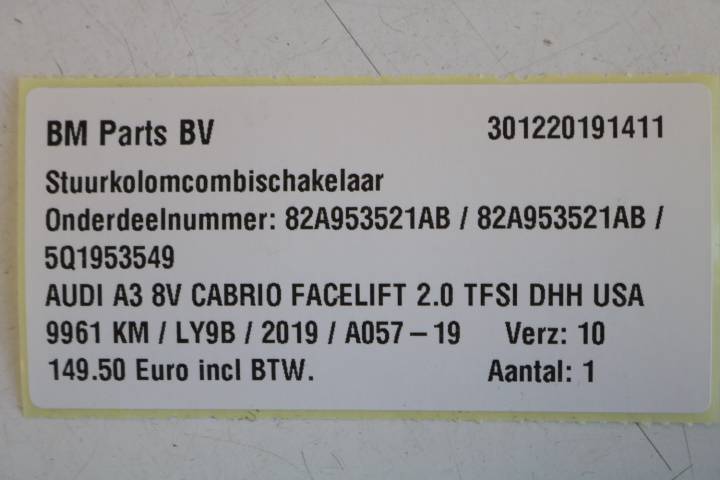 BM Parts BV 301220191411
Stuurkolomcombischakelaar
Onderdeelnummer: 82A953521AB / 82A953521AB /
5Q1953549
AUDI A3 8V CABRIO FACELIFT 2.0 TFSI DHH USA
9961 KM / LY9B / 2019 / A057-19 Verz: 10
149.50 Euro incl BTW. Aantal: 1